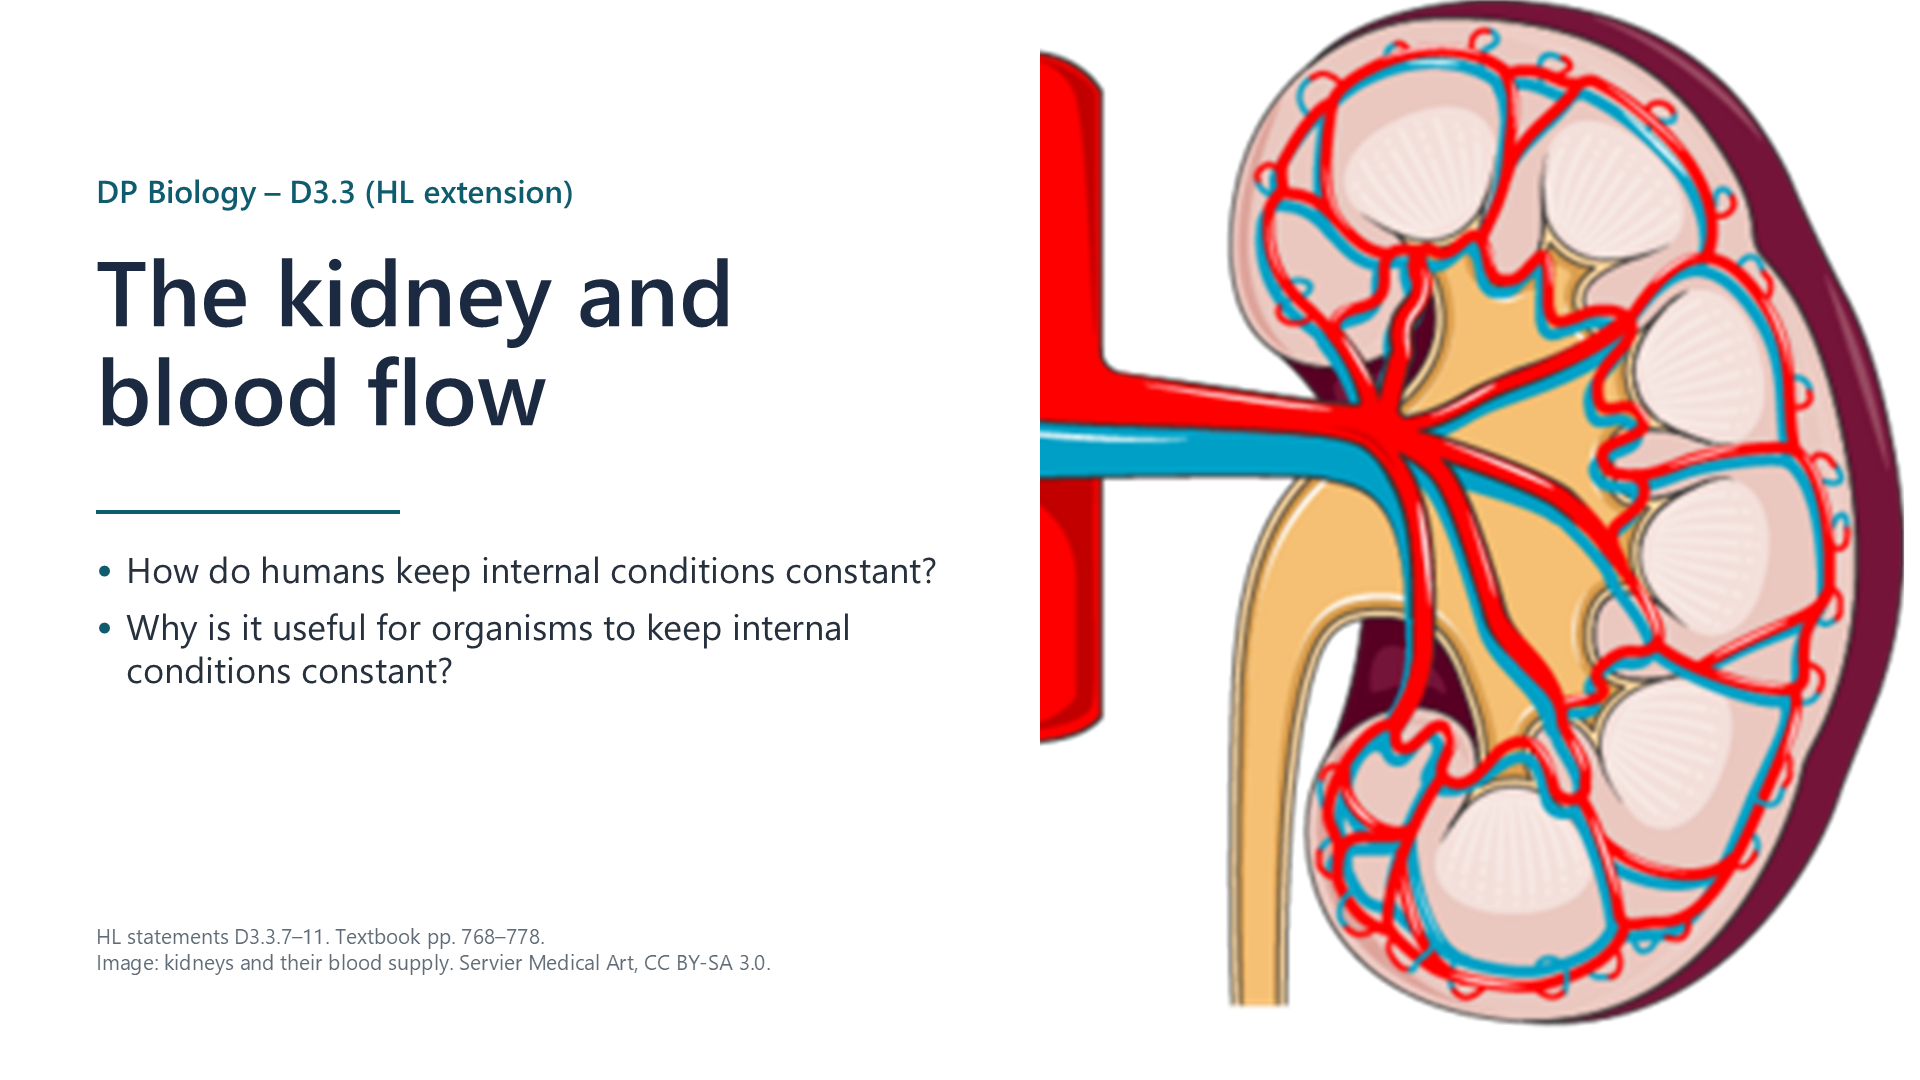 DP Biology – D3.3 (HL extension)
The kidney and
blood flow
• How do humans keep internal conditions constant?
• Why is it useful for organisms to keep internal
conditions constant?
HL statements D3.3.7–11. Textbook pp. 768–778.
Image: kidneys and their blood supply. Servier Medical Art, CC BY-SA 3.0.